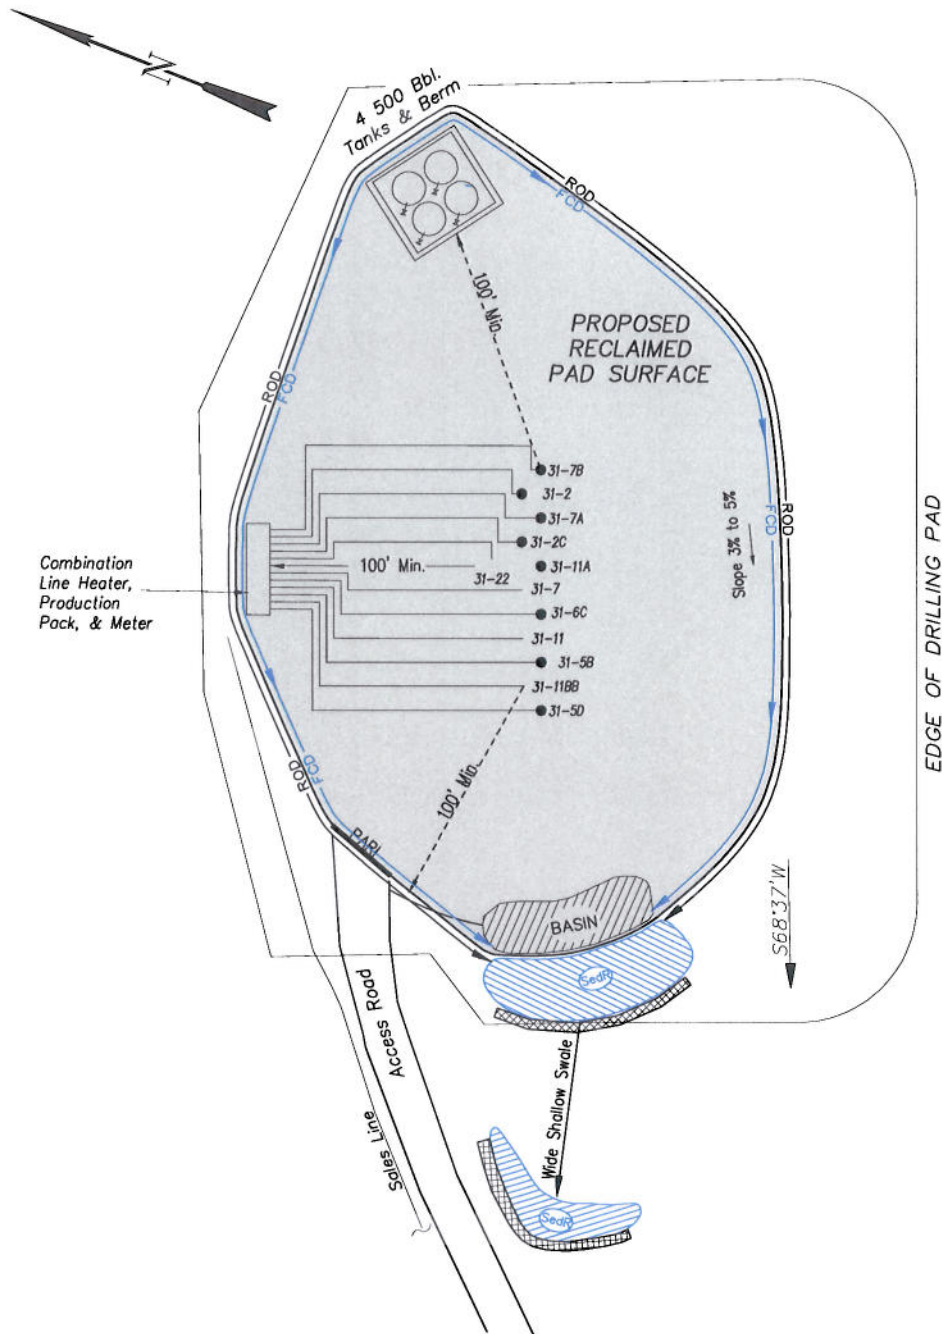 N
4 500 Bbl.
Tanks & Berm
ROD
FCD
100' Min.
PROPOSED
RECLAIMED
PAD SURFACE
ROD
FCD
31-7B
31-2
31-7A
31-2C
31-11A
31-22
31-7
31-6C
31-11
31-5B
31-11BB
31-5D
100' Min.
Combination
Line Heater,
Production
Pack, & Meter
Slope 3% to 5%
ROD
FCD
EDGE OF DRILLING PAD
ROD
FCD
100' Min.
BASIN
S68°37'W
SedR
Access Road
Sales Line
Wide Shallow Swale
SedR